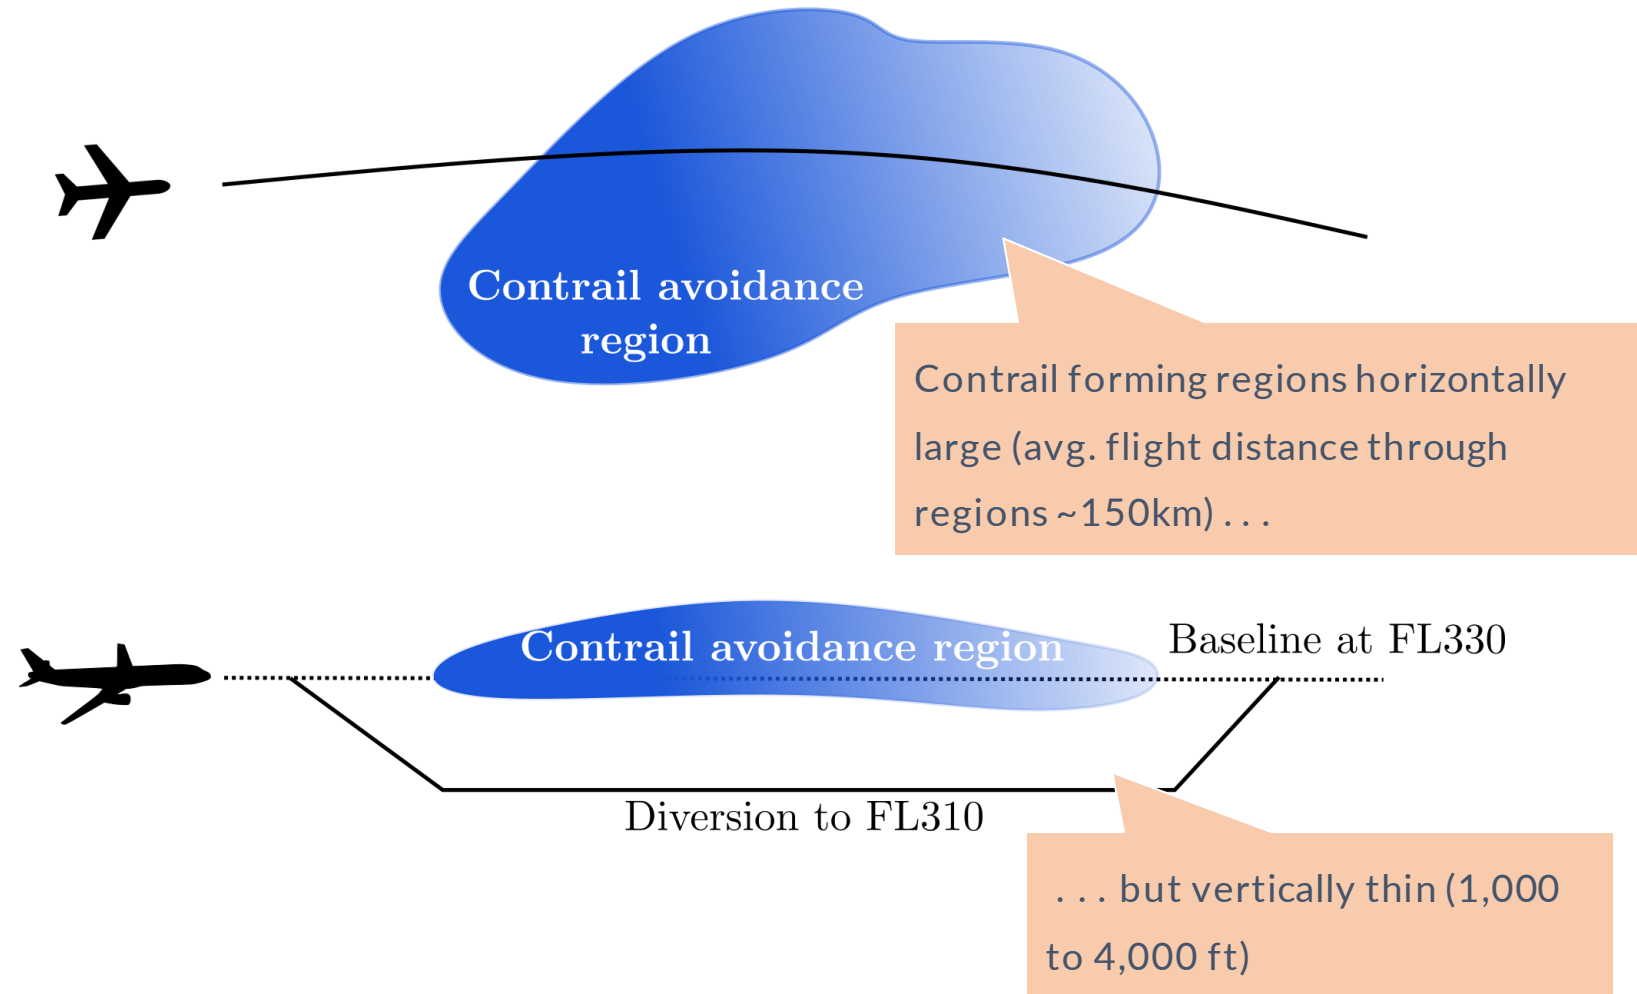 Contrail avoidance
region
Contrail forming regions horizontally
large (avg. flight distance through
regions ~150km) . . .
Contrail avoidance region
Baseline at FL330
Diversion to FL310
. . . but vertically thin (1,000
to 4,000 ft)